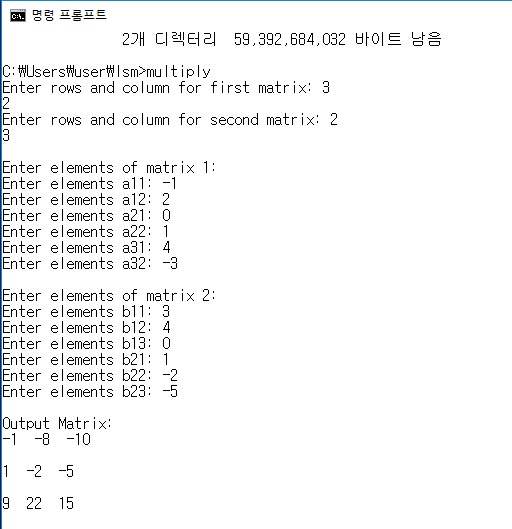 명령 프롬프트
2개 디렉터리 59,392,684,032 바이트 남음
C:₩Users₩user₩lsm>multiply
Enter rows and column for first matrix: 3
2
Enter rows and column for second matrix: 2
3
Enter elements of matrix 1:
Enter elements a11: -1
Enter elements a12: 2
Enter elements a21: 0
Enter elements a22: 1
Enter elements a31: 4
Enter elements a32: -3
Enter elements of matrix 2:
Enter elements b11: 3
Enter elements b12: 4
Enter elements b13: 0
Enter elements b21: 1
Enter elements b22: -2
Enter elements b23: -5
Output Matrix:
-1 -8 -10
1 -2 -5
9 22 15